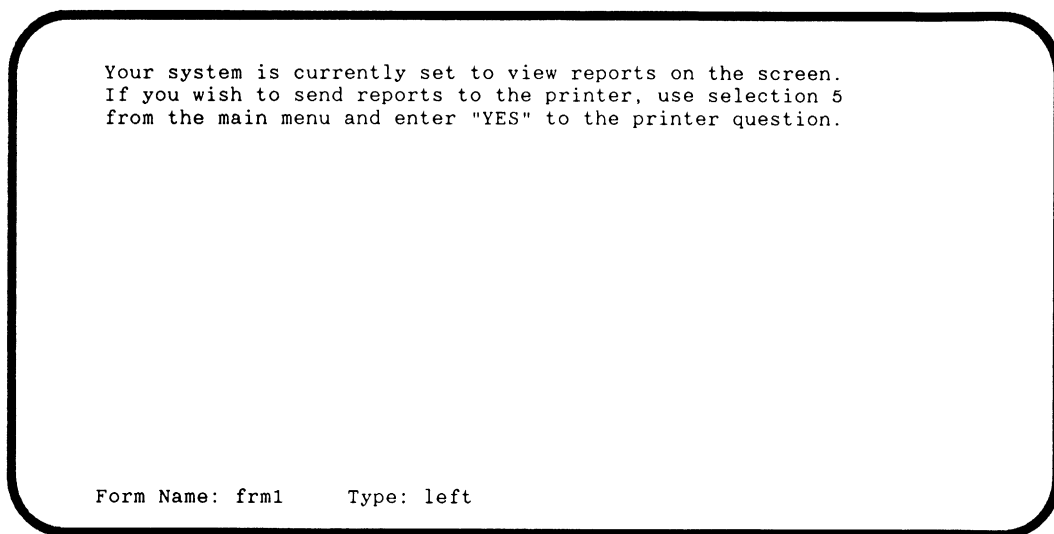 Your system is currently set to view reports on the screen.
If you wish to send reports to the printer, use selection 5
from the main menu and enter "YES" to the printer question.
Form Name: frm1 Type: left